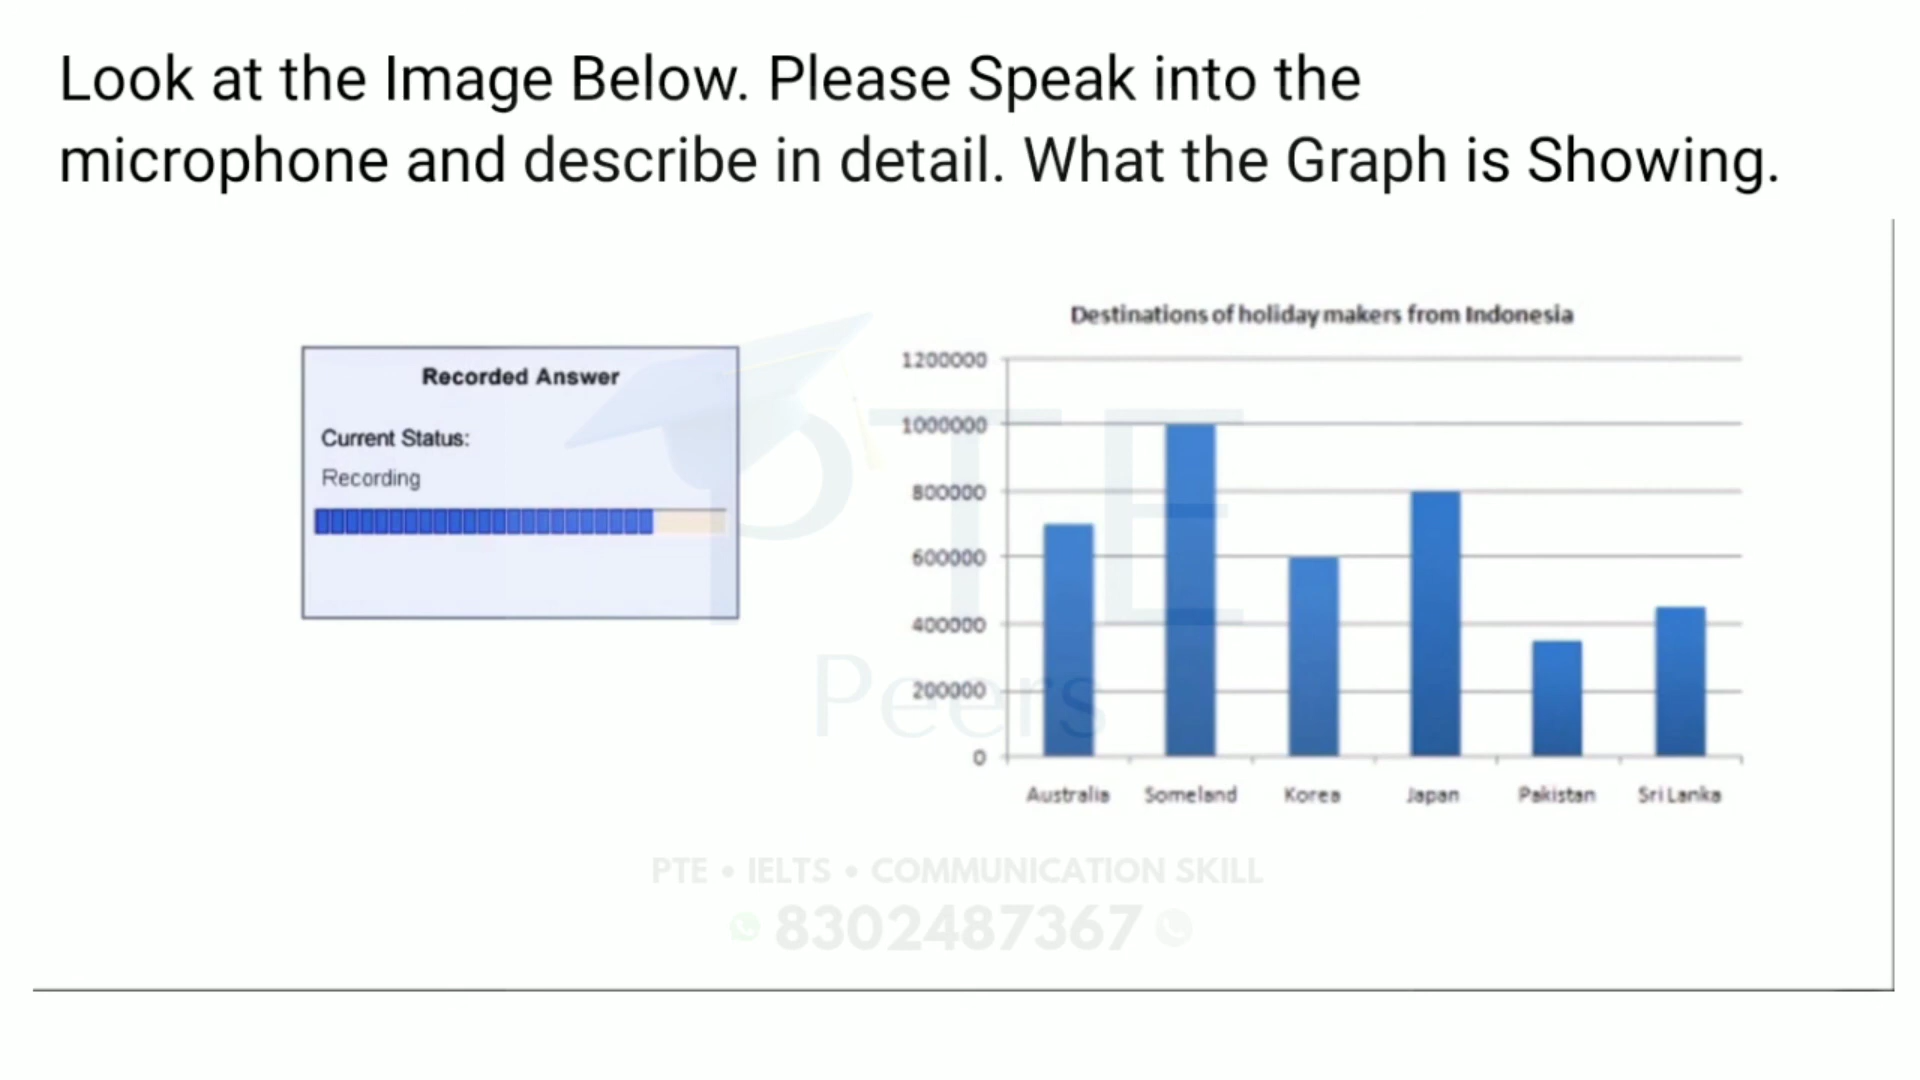 Look at the Image Below. Please Speak into the
microphone and describe in detail. What the Graph is Showing.
Recorded Answer
Current Status:
Recording
Destinations of holiday makers from Indonesia
1200000
1000000
800000
600000
400000
200000
0
Australia Someland Korea Japan Pakistan Sri Lanka
PTE
Peers
PTE • IELTS • COMMUNICATION SKILL
8302487367